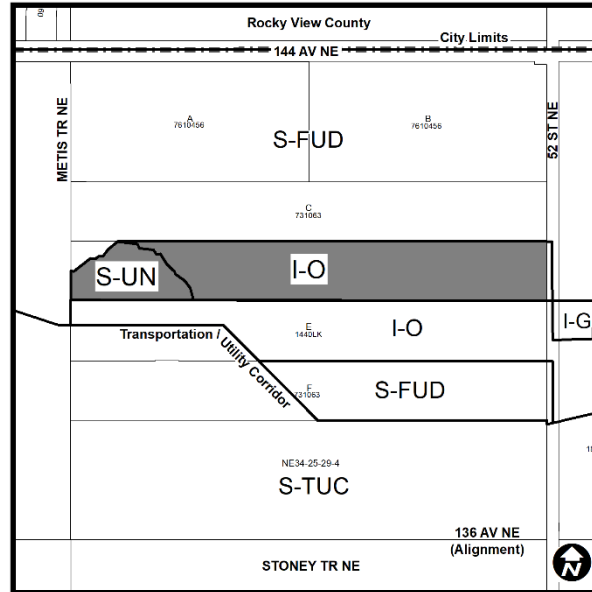 60
Rocky View County
City Limits
144 AV NE
METIS TR NE
52 ST NE
A
7610456
B
7610456
S-FUD
C
731063
S-UN
I-O
I-G
E
1440LK
I-O
Transportation /
Utility Corridor
F
731063
S-FUD
NE34-25-29-4
S-TUC
136 AV NE
(Alignment)
STONEY TR NE
N